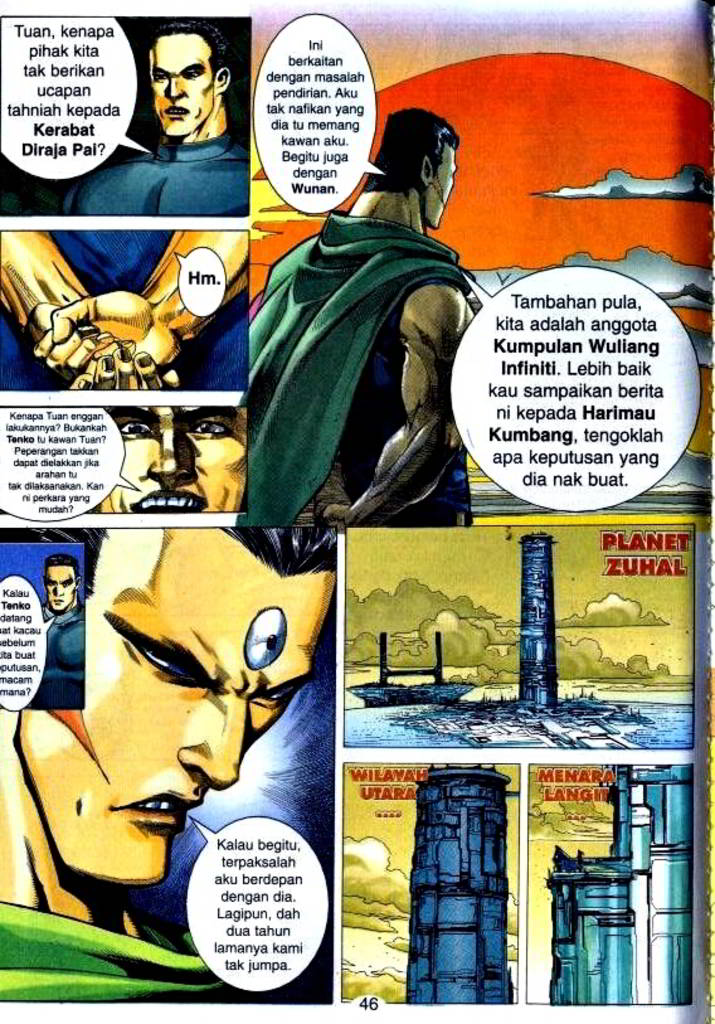 Tuan, kenapa
pihak kita
tak berikan
ucapan
tahniah kepada
Kerabat
Diraja Pai?
Ini
berkaitan
dengan masalah
pendirian. Aku
tak nafikan yang
dia tu memang
kawan aku.
Begitu juga
dengan
Wunan.
Hm.
Tambahan pula,
kita adalah anggota
Kumpulan Wuliang
Infiniti. Lebih baik
kau sampaikan berita
ni kepada Harimau
Kumbang, tengoklah
apa keputusan yang
dia nak buat.
Kenapa Tuan enggan
lakukannya? Bukankah
Tenko tu kawan Tuan?
Peperangan takkan
dapat dielakkan jika
arahan tu
tak dilaksanakan. Kan
ni perkara yang
mudah?
Kalau
Tenko
datang
at kacau
sebelum
ita buat
eputusan,
macam
mana?
Kalau begitu,
terpaksalah
aku berdepan
dengan dia.
Lagipun, dah
dua tahun
lamanya kami
tak jumpa.
PLANET
ZUHAL
WILAYAH
UTARA
....
MENARA
LANGIT
...
46